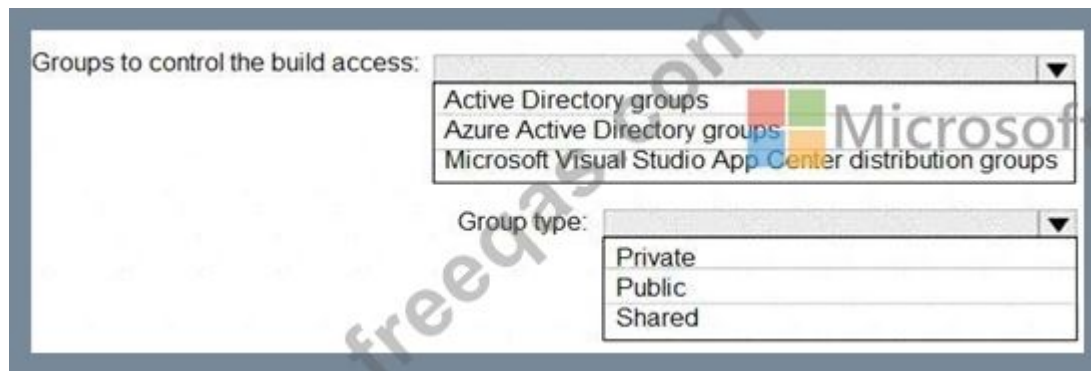 Groups to control the build access:
Active Directory groups
Azure Active Directory groups
Microsoft Visual Studio App Center distribution groups
Microsoft
Group type:
Private
Public
Shared
freeqas.com